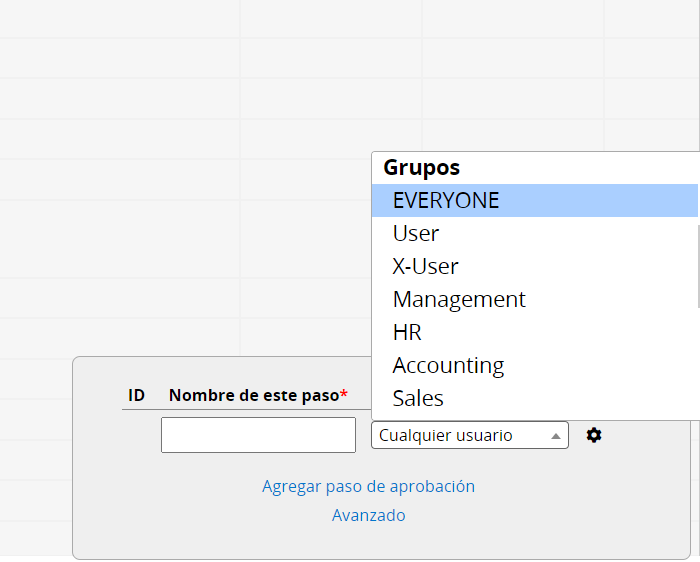 Grupos
EVERYONE
User
X-User
Management
HR
Accounting
Sales
ID Nombre de este paso*
Cualquier usuario
Agregar paso de aprobación
Avanzado